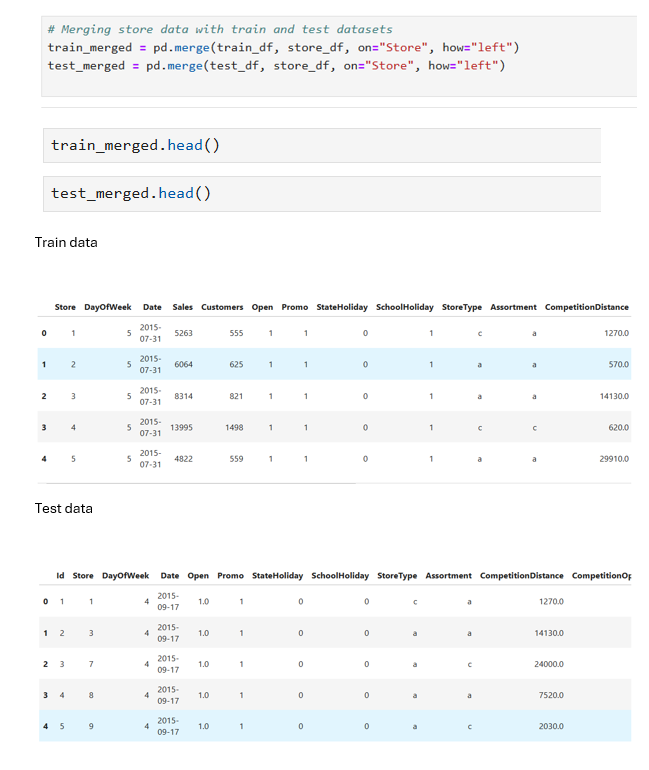 # Merging store data with train and test datasets
train_merged = pd.merge(train_df, store_df, on="Store", how="left")
test_merged = pd.merge(test_df, store_df, on="Store", how="left")
train_merged.head()
test_merged.head()
Train data
Store DayOfWeek Date Sales Customers Open Promo StateHoliday SchoolHoliday StoreType Assortment CompetitionDistance
0 1 5 2015-07-31 5263 555 1 1 0 1 c a 1270.0
1 2 5 2015-07-31 6064 625 1 1 0 1 a a 570.0
2 3 5 2015-07-31 8314 821 1 1 0 1 a a 14130.0
3 4 5 2015-07-31 13995 1498 1 1 0 1 c c 620.0
4 5 5 2015-07-31 4822 559 1 1 0 1 a a 29910.0
Test data
Id Store DayOfWeek Date Open Promo StateHoliday SchoolHoliday StoreType Assortment CompetitionDistance CompetitionOp
0 1 1 4 2015-09-17 1.0 1 0 0 c a 1270.0
1 2 3 4 2015-09-17 1.0 1 0 0 a a 14130.0
2 3 7 4 2015-09-17 1.0 1 0 0 a c 24000.0
3 4 8 4 2015-09-17 1.0 1 0 0 a a 7520.0
4 5 9 4 2015-09-17 1.0 1 0 0 a c 2030.0